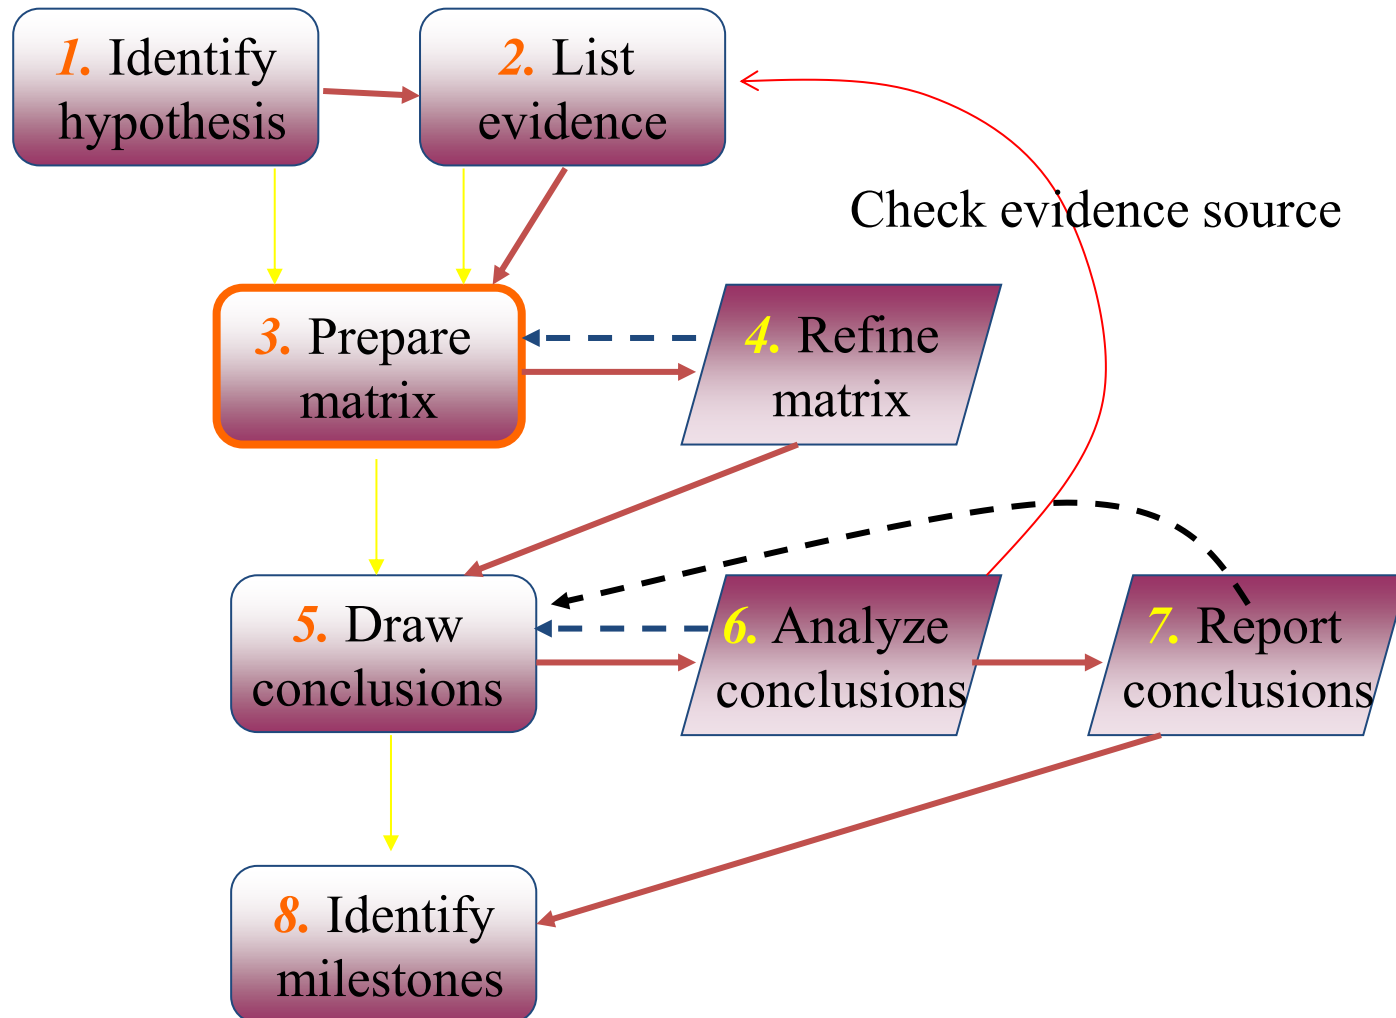 1. Identify
hypothesis
2. List
evidence
Check evidence source
3. Prepare
matrix
4. Refine
matrix
5. Draw
conclusions
6. Analyze
conclusions
7. Report
conclusions
8. Identify
milestones